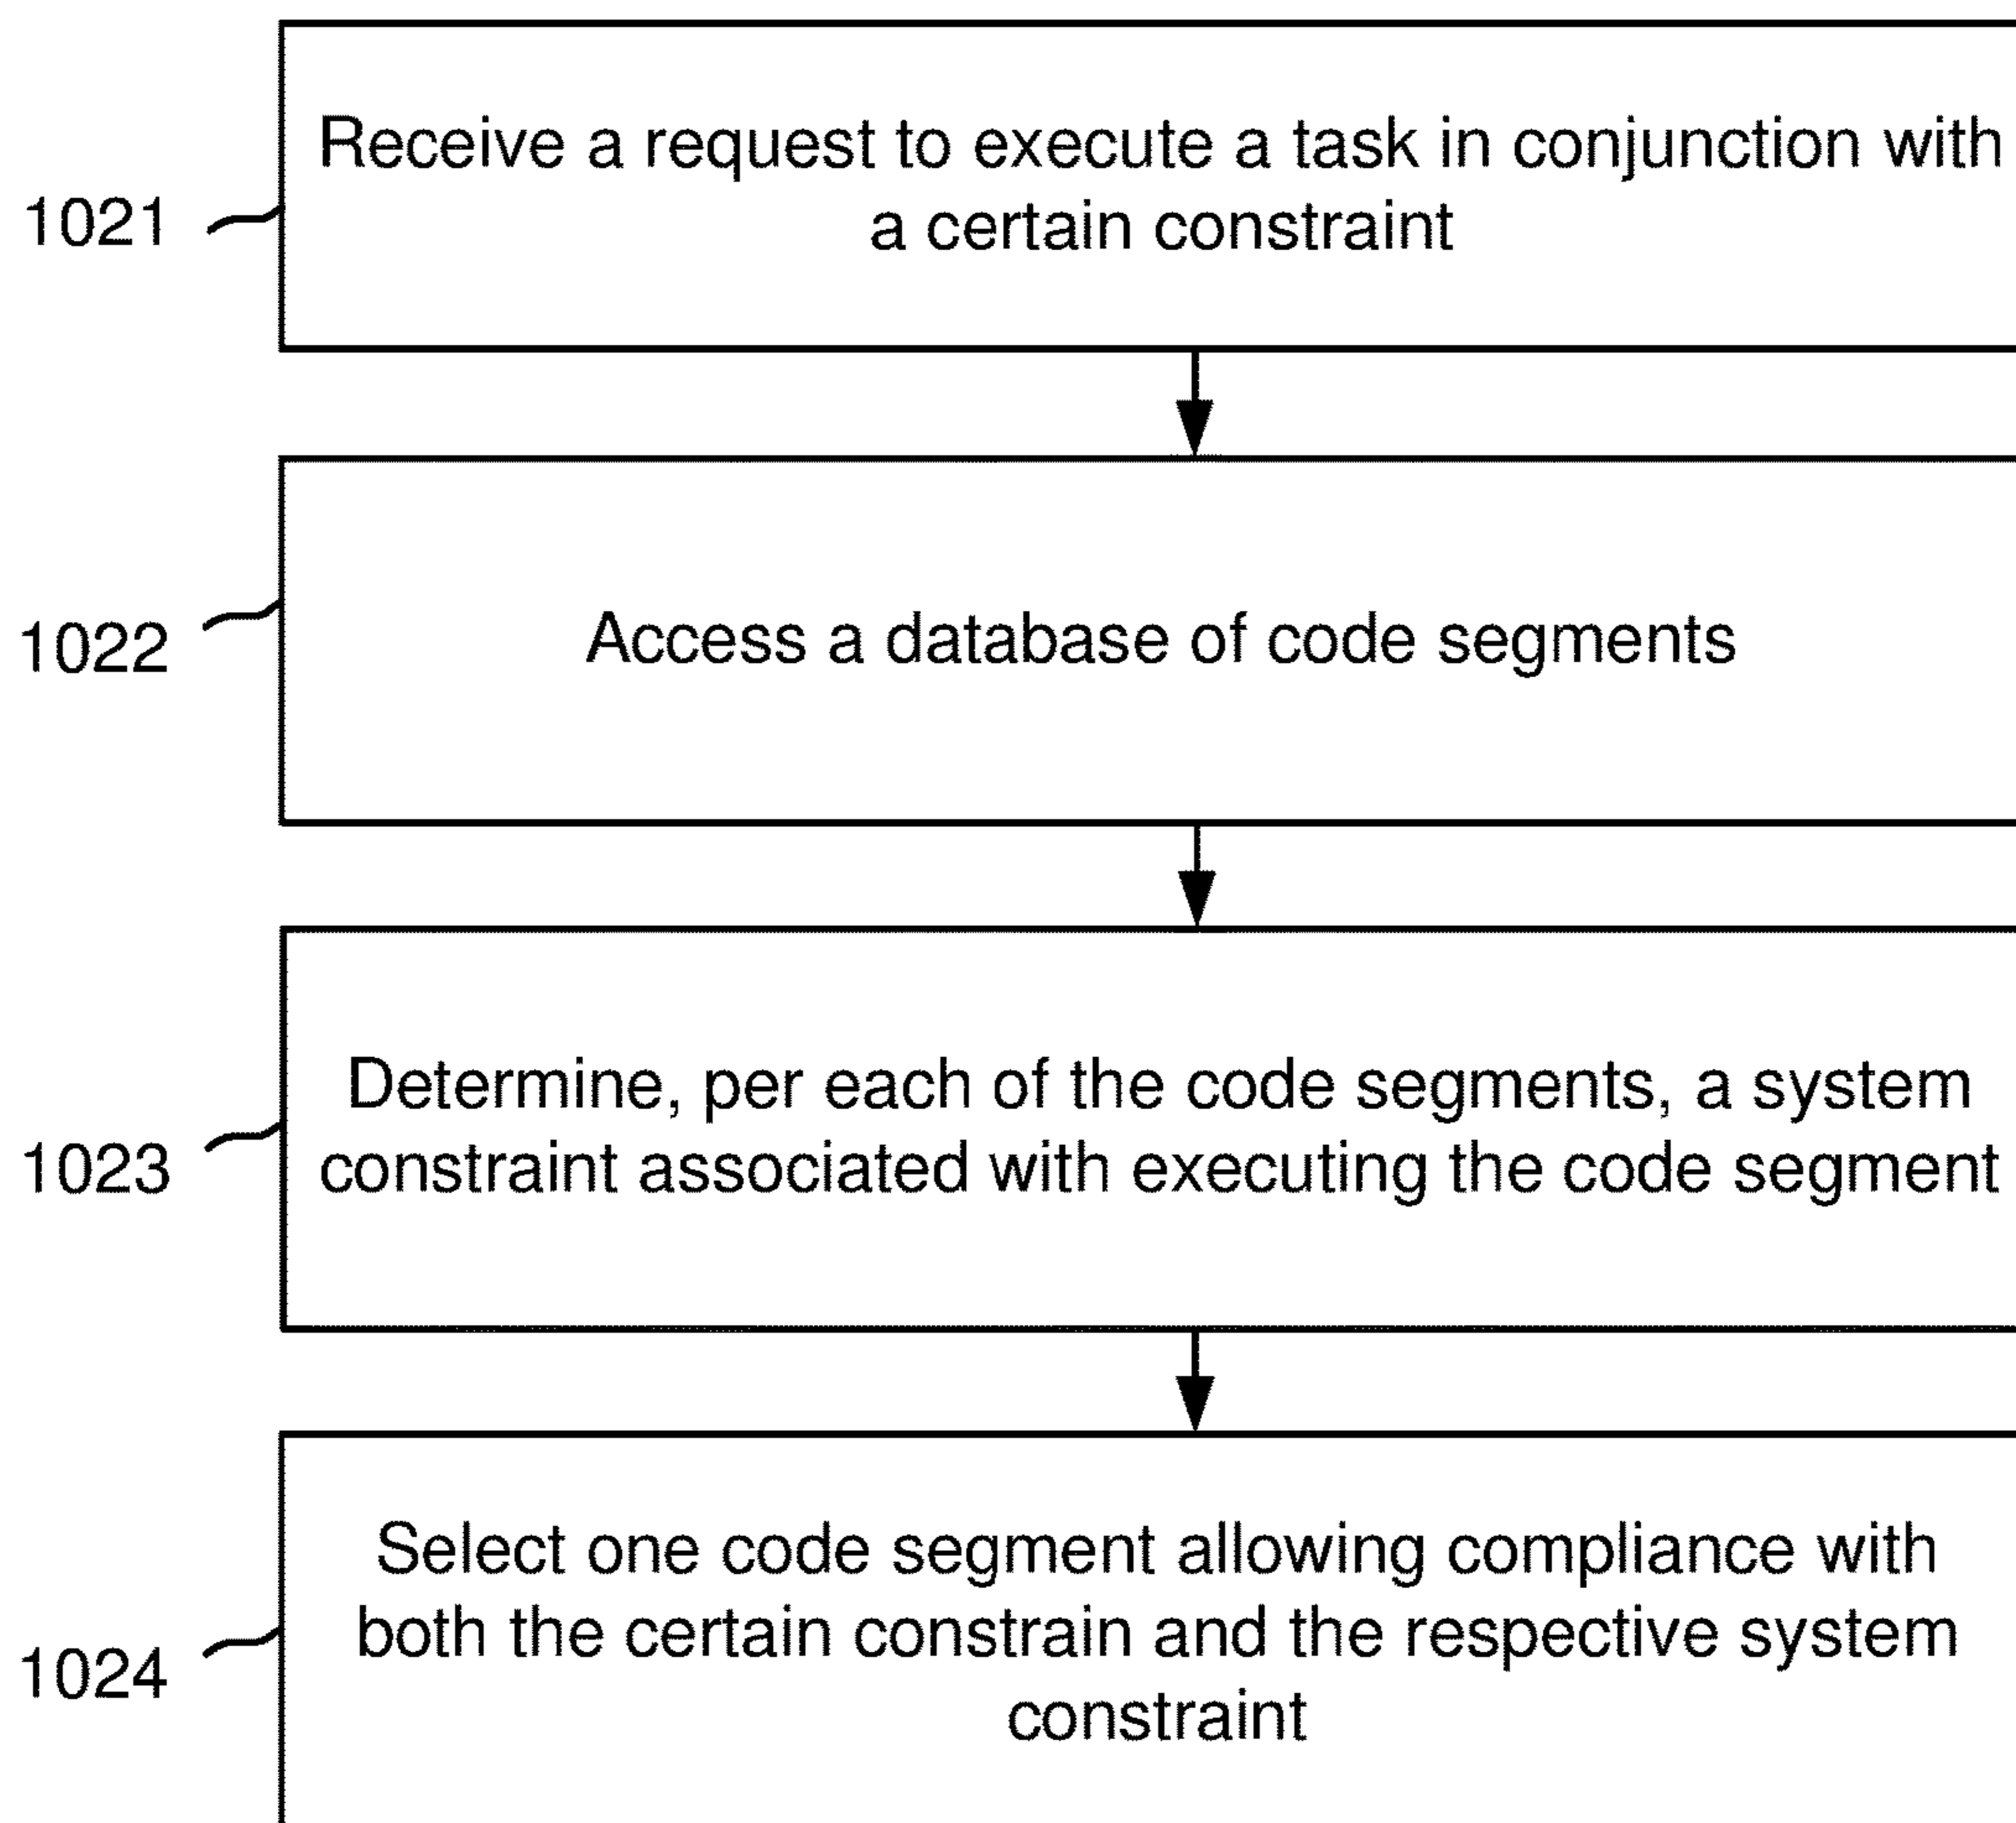 Receive a request to execute a task in conjunction with
a certain constraint
1021
Access a database of code segments
1022
Determine, per each of the code segments, a system
constraint associated with executing the code segment
1023
Select one code segment allowing compliance with
both the certain constrain and the respective system
constraint
1024